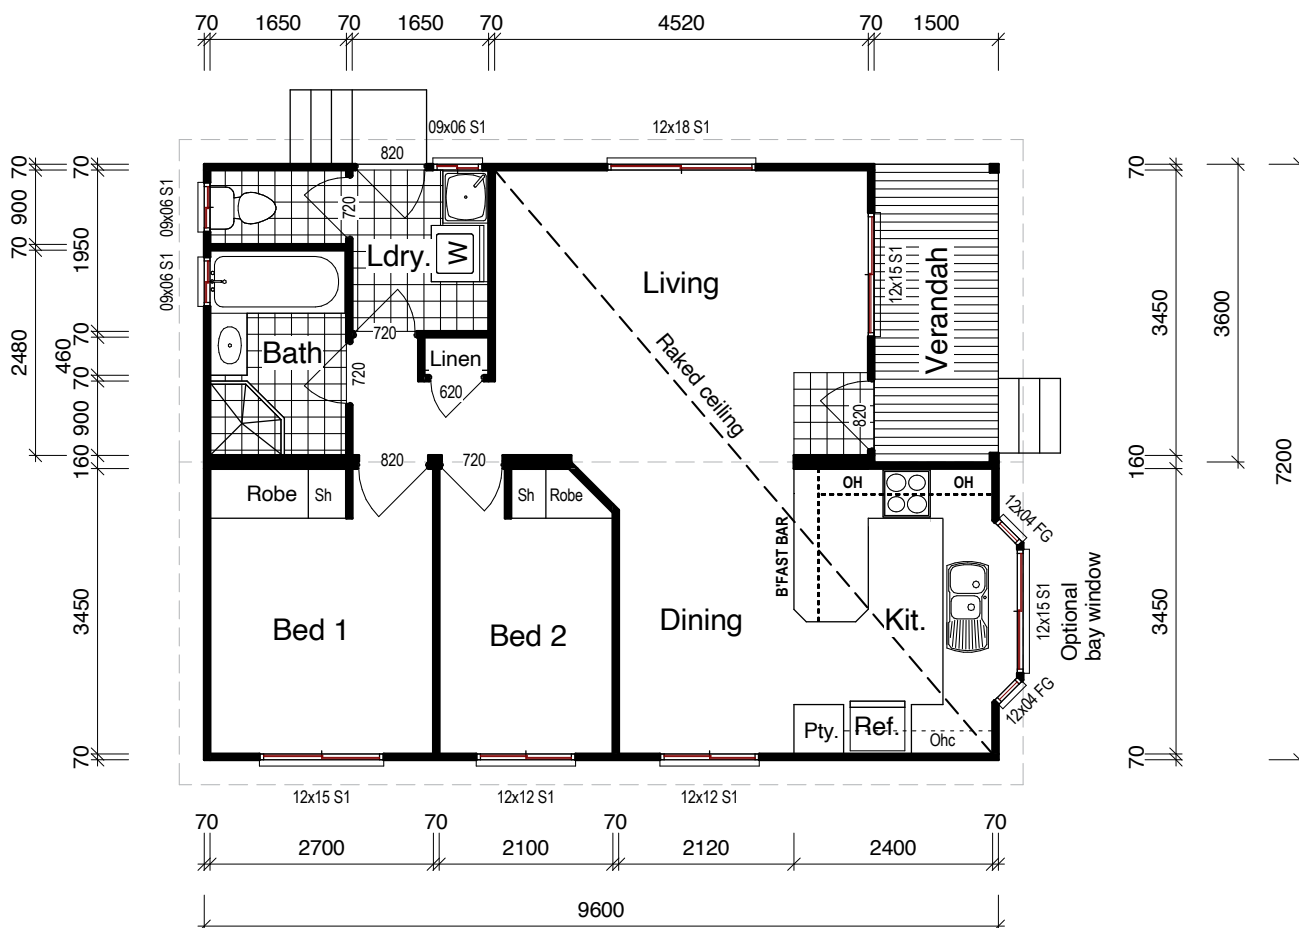 70 1650 70 1650 70 4520 70 1500
09x06 S1
12x18 S1
820
70
900
70
2480
70
1950
70
460
70
900
160
3450
70
09x06 S1
09x06 S1
720
Ldry.
W
Living
12x15 S1
Verandah
70
3450
160
3450
70
3600
7200
Bath
720
720
Linen
620
Raked ceiling
820
820
720
Robe
Sh
Sh
Robe
OH
OH
B'FAST BAR
12x04 FG
12x15 S1
Optional
bay window
12x04 FG
Bed 1
Bed 2
Dining
Kit.
Pty.
Ref.
Ohc
12x15 S1
12x12 S1
12x12 S1
70 2700 70 2100 70 2120 2400 70
9600